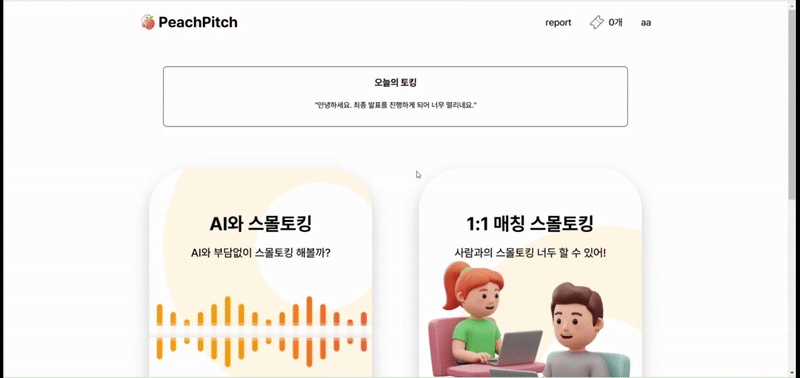 PeachPitch
report
0개
aa
오늘의 토킹
"안녕하세요. 최종 발표를 진행하게 되어 너무 떨리네요."
AI와 스몰토킹
AI와 부담없이 스몰토킹 해볼까?
1:1 매칭 스몰토킹
사람과의 스몰토킹 너두 할 수 있어!